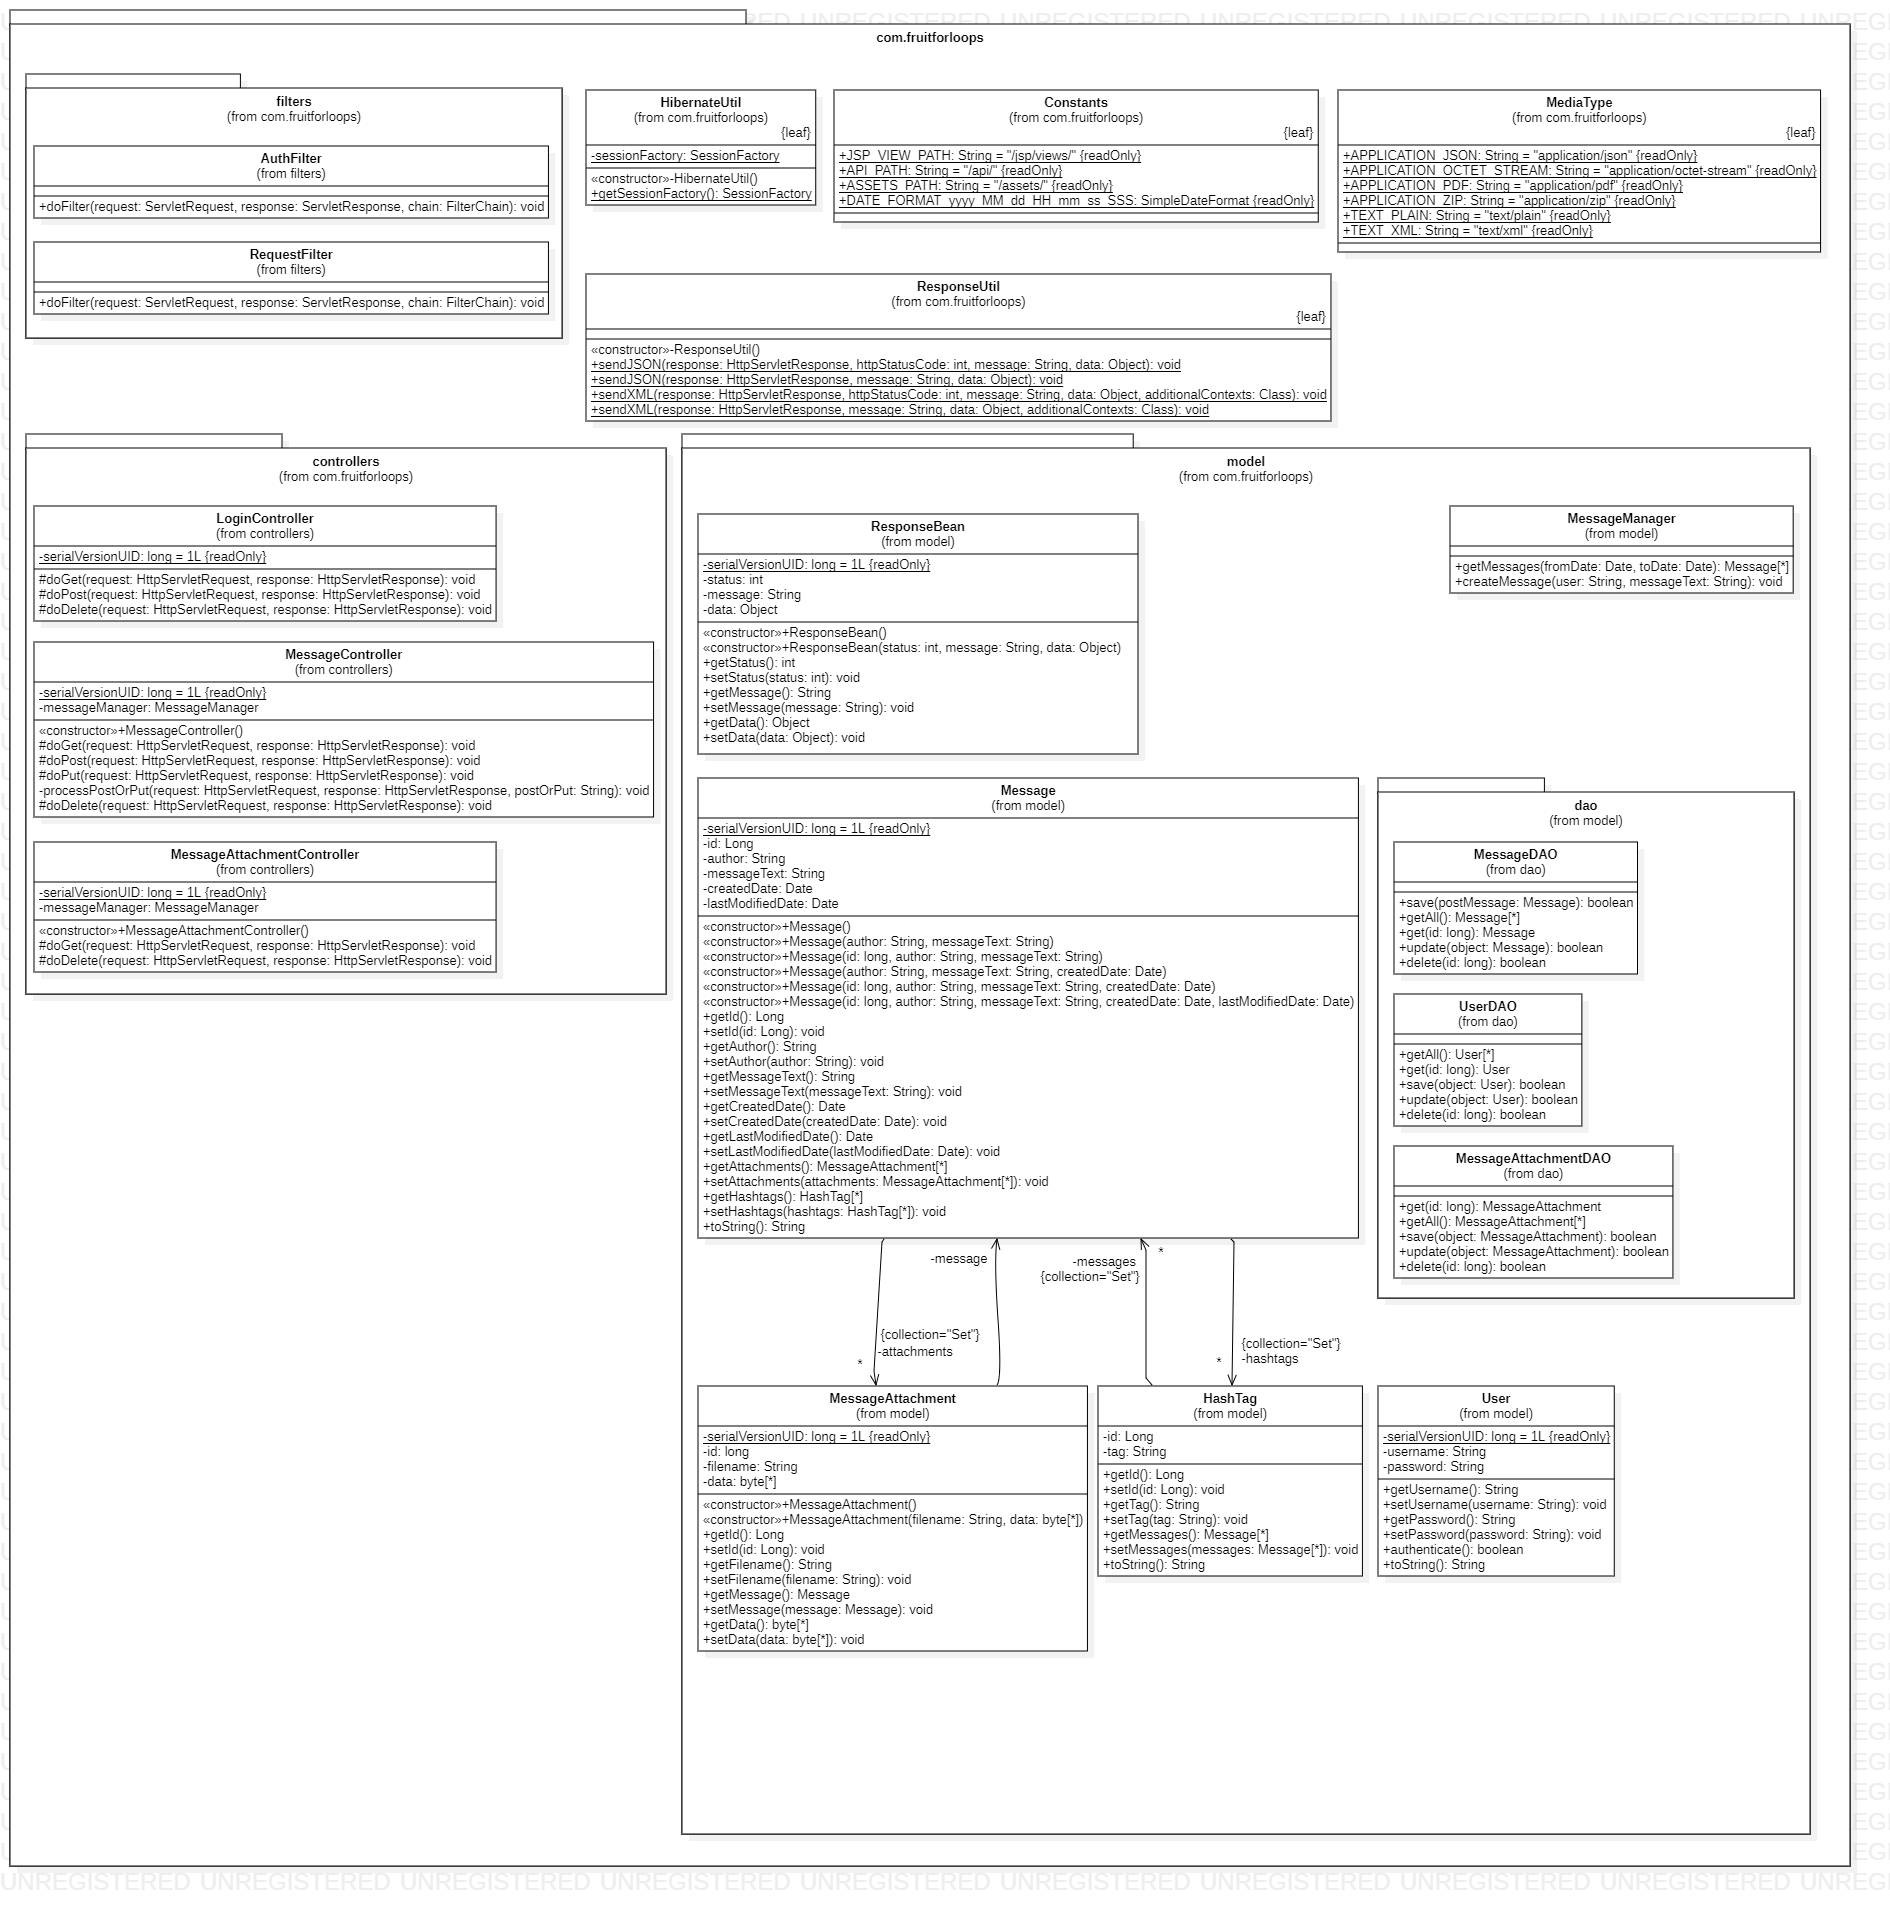 com.fruitforloops
filters
(from com.fruitforloops)
AuthFilter
(from filters)
+doFilter(request: ServletRequest, response: ServletResponse, chain: FilterChain): void
RequestFilter
(from filters)
+doFilter(request: ServletRequest, response: ServletResponse, chain: FilterChain): void
HibernateUtil
(from com.fruitforloops)
{leaf}
-sessionFactory: SessionFactory
«constructor»-HibernateUtil()
+getSessionFactory(): SessionFactory
Constants
(from com.fruitforloops)
{leaf}
+JSP_VIEW_PATH: String = "/jsp/views/" {readOnly}
+API_PATH: String = "/api/" {readOnly}
+ASSETS_PATH: String = "/assets/" {readOnly}
+DATE_FORMAT_yyyy_MM_dd_HH_mm_ss_SSS: SimpleDateFormat {readOnly}
MediaType
(from com.fruitforloops)
{leaf}
+APPLICATION_JSON: String = "application/json" {readOnly}
+APPLICATION_OCTET_STREAM: String = "application/octet-stream" {readOnly}
+APPLICATION_PDF: String = "application/pdf" {readOnly}
+APPLICATION_ZIP: String = "application/zip" {readOnly}
+TEXT_PLAIN: String = "text/plain" {readOnly}
+TEXT_XML: String = "text/xml" {readOnly}
ResponseUtil
(from com.fruitforloops)
{leaf}
«constructor»-ResponseUtil()
+sendJSON(response: HttpServletResponse, httpStatusCode: int, message: String, data: Object): void
+sendJSON(response: HttpServletResponse, message: String, data: Object): void
+sendXML(response: HttpServletResponse, httpStatusCode: int, message: String, data: Object, additionalContexts: Class): void
+sendXML(response: HttpServletResponse, message: String, data: Object, additionalContexts: Class): void
controllers
(from com.fruitforloops)
LoginController
(from controllers)
-serialVersionUID: long = 1L {readOnly}
#doGet(request: HttpServletRequest, response: HttpServletResponse): void
#doPost(request: HttpServletRequest, response: HttpServletResponse): void
#doDelete(request: HttpServletRequest, response: HttpServletResponse): void
MessageController
(from controllers)
-serialVersionUID: long = 1L {readOnly}
-messageManager: MessageManager
«constructor»+MessageController()
#doGet(request: HttpServletRequest, response: HttpServletResponse): void
#doPost(request: HttpServletRequest, response: HttpServletResponse): void
#doPut(request: HttpServletRequest, response: HttpServletResponse): void
-processPostOrPut(request: HttpServletRequest, response: HttpServletResponse, postOrPut: String): void
#doDelete(request: HttpServletRequest, response: HttpServletResponse): void
MessageAttachmentController
(from controllers)
-serialVersionUID: long = 1L {readOnly}
-messageManager: MessageManager
«constructor»+MessageAttachmentController()
#doGet(request: HttpServletRequest, response: HttpServletResponse): void
#doDelete(request: HttpServletRequest, response: HttpServletResponse): void
model
(from com.fruitforloops)
ResponseBean
(from model)
-serialVersionUID: long = 1L {readOnly}
-status: int
-message: String
-data: Object
«constructor»+ResponseBean()
«constructor»+ResponseBean(status: int, message: String, data: Object)
+getStatus(): int
+setStatus(status: int): void
+getMessage(): String
+setMessage(message: String): void
+getData(): Object
+setData(data: Object): void
MessageManager
(from model)
+getMessages(fromDate: Date, toDate: Date): Message[*]
+createMessage(user: String, messageText: String): void
Message
(from model)
-serialVersionUID: long = 1L {readOnly}
-id: Long
-author: String
-messageText: String
-createdDate: Date
-lastModifiedDate: Date
«constructor»+Message()
«constructor»+Message(author: String, messageText: String)
«constructor»+Message(id: long, author: String, messageText: String)
«constructor»+Message(author: String, messageText: String, createdDate: Date)
«constructor»+Message(id: long, author: String, messageText: String, createdDate: Date)
«constructor»+Message(id: long, author: String, messageText: String, createdDate: Date, lastModifiedDate: Date)
+getId(): Long
+setId(id: Long): void
+getAuthor(): String
+setAuthor(author: String): void
+getMessageText(): String
+setMessageText(messageText: String): void
+getCreatedDate(): Date
+setCreatedDate(createdDate: Date): void
+getLastModifiedDate(): Date
+setLastModifiedDate(lastModifiedDate: Date): void
+getAttachments(): MessageAttachment[*]
+setAttachments(attachments: MessageAttachment[*]): void
+getHashtags(): HashTag[*]
+setHashtags(hashtags: HashTag[*]): void
+toString(): String
dao
(from model)
MessageDAO
(from dao)
+save(postMessage: Message): boolean
+getAll(): Message[*]
+get(id: long): Message
+update(object: Message): boolean
+delete(id: long): boolean
UserDAO
(from dao)
+getAll(): User[*]
+get(id: long): User
+save(object: User): boolean
+update(object: User): boolean
+delete(id: long): boolean
MessageAttachmentDAO
(from dao)
+get(id: long): MessageAttachment
+getAll(): MessageAttachment[*]
+save(object: MessageAttachment): boolean
+update(object: MessageAttachment): boolean
+delete(id: long): boolean
-message
-messages
{collection="Set"}
*
{collection="Set"}
-attachments
*
{collection="Set"}
-hashtags
*
MessageAttachment
(from model)
-serialVersionUID: long = 1L {readOnly}
-id: long
-filename: String
-data: byte[*]
«constructor»+MessageAttachment()
«constructor»+MessageAttachment(filename: String, data: byte[*])
+getId(): Long
+setId(id: Long): void
+getFilename(): String
+setFilename(filename: String): void
+getMessage(): Message
+setMessage(message: Message): void
+getData(): byte[*]
+setData(data: byte[*]): void
HashTag
(from model)
-id: Long
-tag: String
+getId(): Long
+setId(id: Long): void
+getTag(): String
+setTag(tag: String): void
+getMessages(): Message[*]
+setMessages(messages: Message[*]): void
+toString(): String
User
(from model)
-serialVersionUID: long = 1L {readOnly}
-username: String
-password: String
+getUsername(): String
+setUsername(username: String): void
+getPassword(): String
+setPassword(password: String): void
+authenticate(): boolean
+toString(): String
UNREGISTERED UNREGISTERED UNREGISTERED UNREGISTERED UNREGISTERED UNREGISTERED UNREGISTERED UNREGISTERED UNREGISTERED